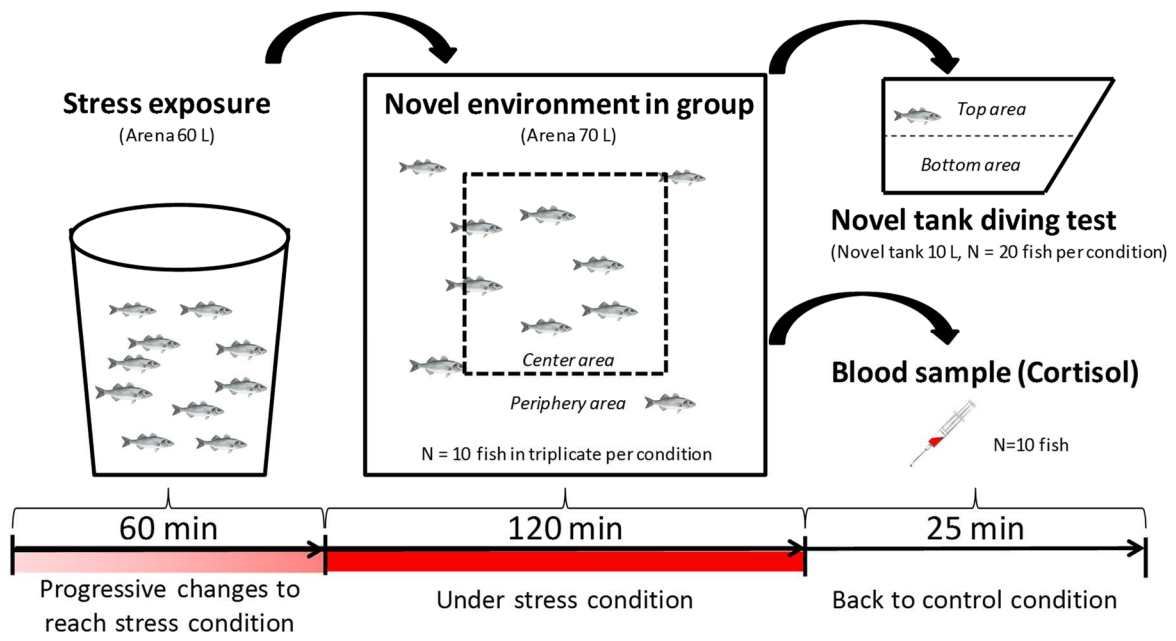 Stress exposure
(Arena 60 L)
Novel environment in group
(Arena 70 L)
Center area
Periphery area
N = 10 fish in triplicate per condition
Top area
Bottom area
Novel tank diving test
(Novel tank 10 L, N = 20 fish per condition)
Blood sample (Cortisol)
N=10 fish
60 min
120 min
25 min
Progressive changes to
reach stress condition
Under stress condition
Back to control condition